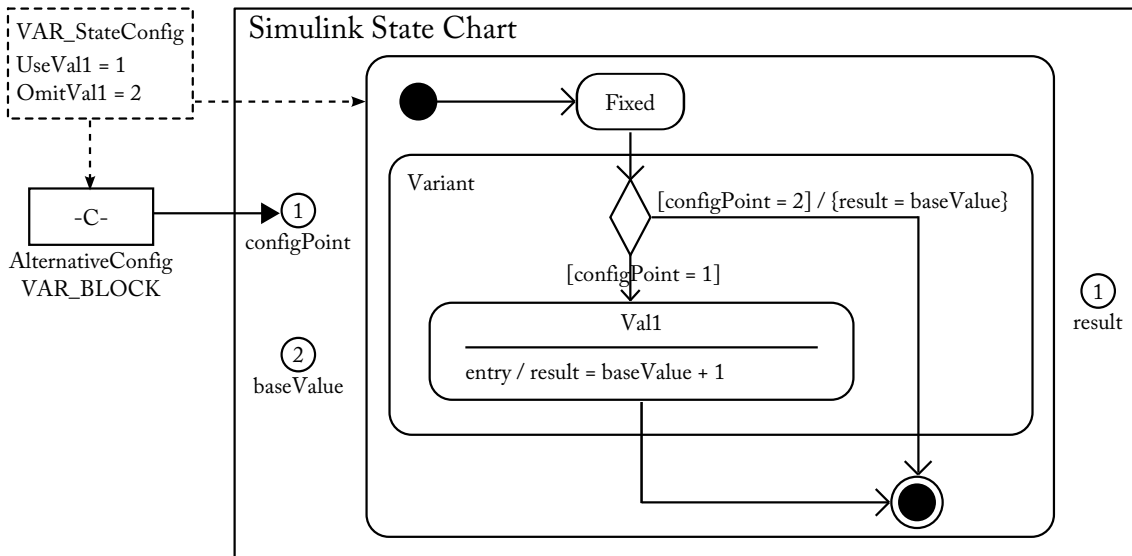 VAR_StateConfig
UseVal1 = 1
OmitVal1 = 2
Simulink State Chart
Fixed
Variant
[configPoint = 2] / {result = baseValue}
-C-
1
configPoint
AlternativeConfig
VAR_BLOCK
[configPoint = 1]
1
result
Val1
entry / result = baseValue + 1
2
baseValue